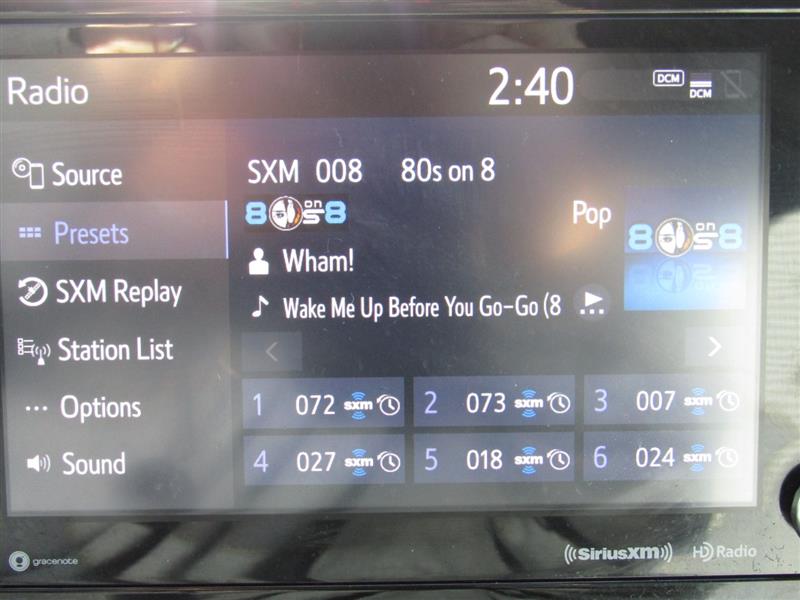 Radio
2:40
DCM
DCM
Source
SXM 008 80s on 8
8 on
80s8
Pop
8 on
80s8
Presets
Wham!
SXM Replay
Wake Me Up Before You Go-Go (8
Station List
Options
1 072 sxm
2 073 sxm
3 007 sxm
Sound
4 027 sxm
5 018 sxm
6 024 sxm
gracenote
((SiriusXM))
HD Radio